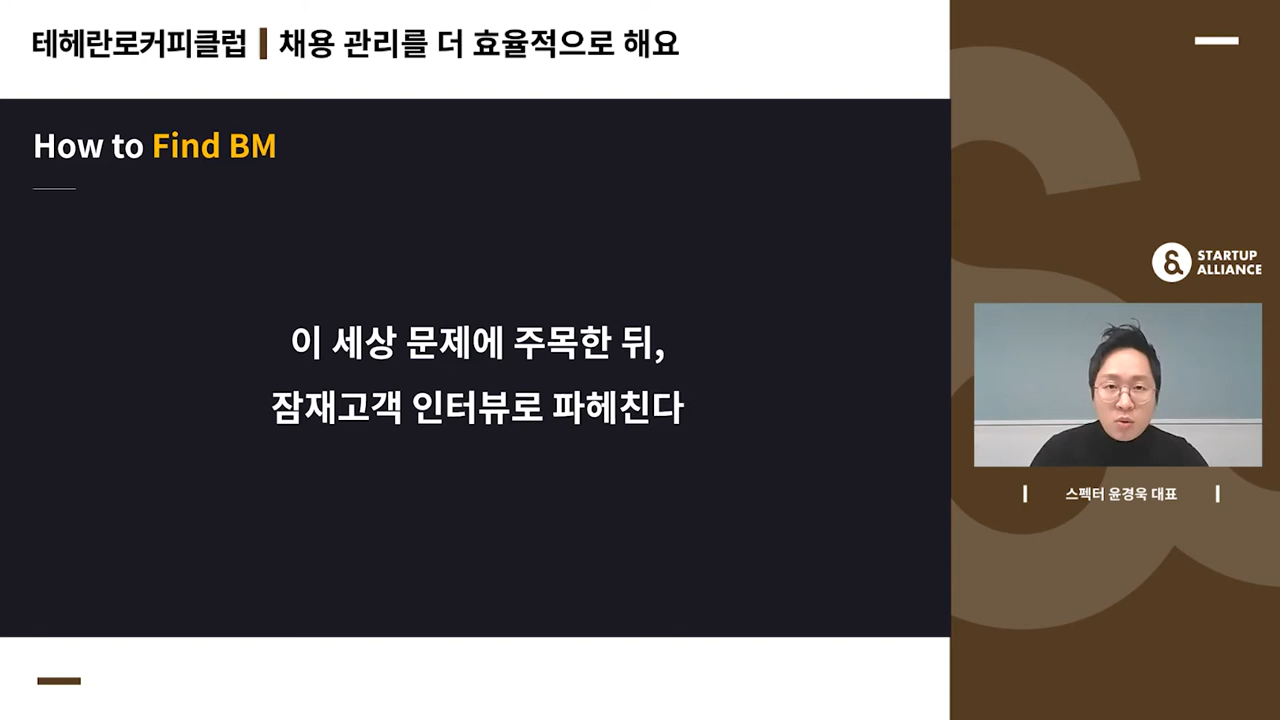 테헤란로커피클럽 | 채용 관리를 더 효율적으로 해요
How to Find BM
이 세상 문제에 주목한 뒤,
잠재고객 인터뷰로 파헤친다
STARTUP
ALLIANCE
스펙터 윤경욱 대표